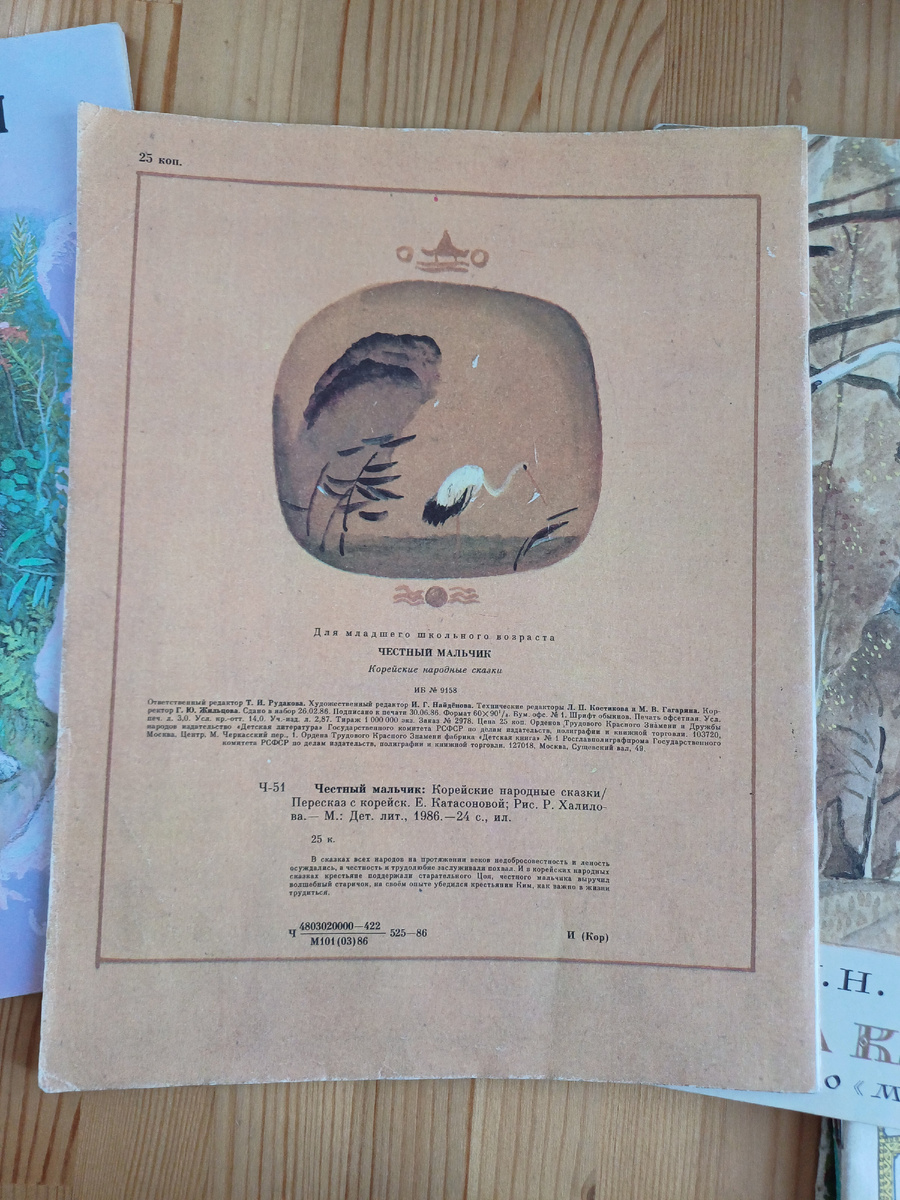 25 коп.
Для младшего школьного возраста
ЧЕСТНЫЙ МАЛЬЧИК
Корейские народные сказки
ИБ № 9158
Ответственный редактор Т. И. Рудакова. Художественный редактор И. Г. Найдёнова. Технические редакторы Л. П. Костикова и М. В. Гагарина. Кор-
ректор Г. Ю. Жильцова. Сдано в набор 26.02.86. Подписано к печати 30.06.86. Формат 60×90¹/₈. Бум. офс. № 1. Шрифт обыкнов. Печать офсетная. Усл.
печ. л. 3,0. Усл. кр.-отт. 14,0. Уч.-изд. л. 2,87. Тираж 1 000 000 экз. Заказ № 2978. Цена 25 коп. Орденов Трудового Красного Знамени и Дружбы
народов издательство «Детская литература» Государственного комитета РСФСР по делам издательств, полиграфии и книжной торговли. 103720,
Москва, Центр, М. Черкасский пер., 1. Ордена Трудового Красного Знамени фабрика «Детская книга» № 1 Росглавполиграфпрома Государственного
комитета РСФСР по делам издательств, полиграфии и книжной торговли. 127018, Москва, Сущевский вал, 49.
Ч-51 Честный мальчик: Корейские народные сказки/
Пересказ с корейск. Е. Катасоновой; Рис. Р. Халило-
ва.— М.: Дет. лит., 1986.—24 с., ил.
25 к.
В сказках всех народов на протяжении веков недобросовестность и леность
осуждались, а честность и трудолюбие заслуживали похвал. И в корейских народных
сказках крестьяне поддержали старательного Цоя, честного мальчика выручил
волшебный старичок, на своём опыте убедился крестьянин Ким, как важно в жизни
трудиться.
Ч 4803020000—422 525—86
М101(03)86
И (Кор)
.Н.
К
о «М